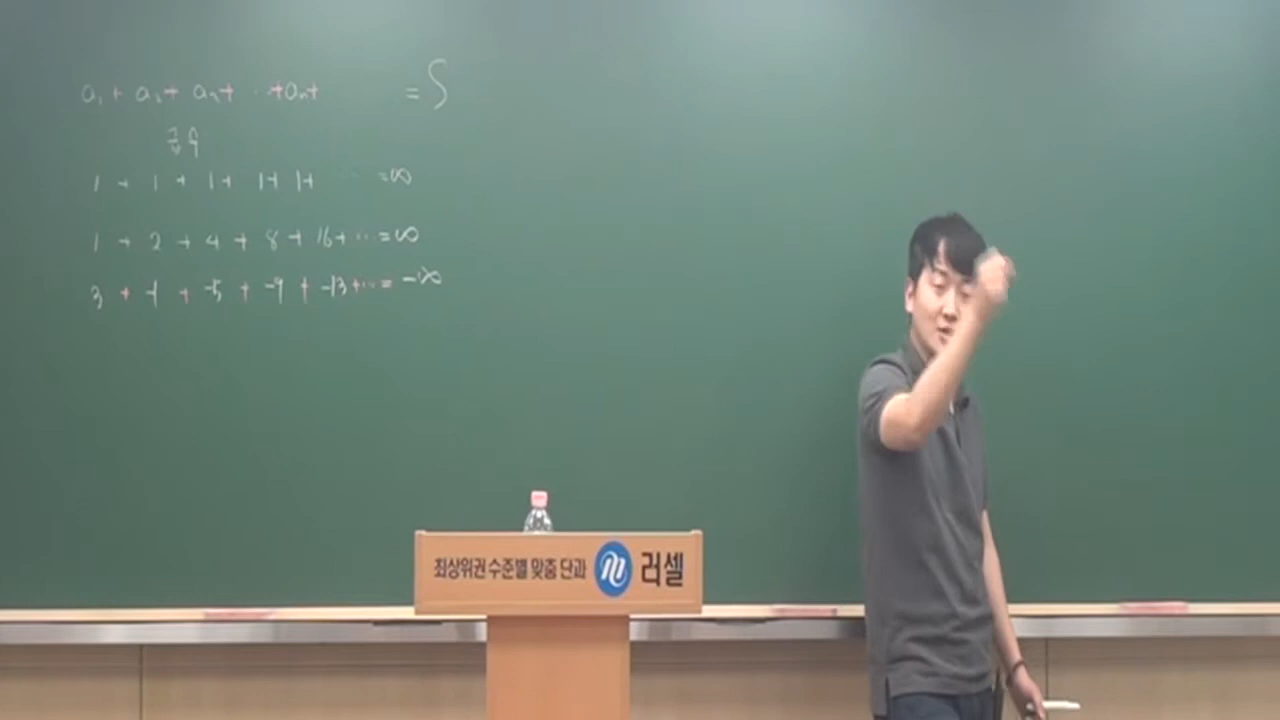 a₁ + a₂ + a₃ + ⋯ + aₙ + = S
급수
1 + 1 + 1 + 1 + 1 + ⋯ = ∞
1 + 2 + 4 + 8 + 16 + ⋯ = ∞
3 + -1 + -5 + -9 + -13 + ⋯ = -∞
최상위권 수준별 맞춤 단과 러셀